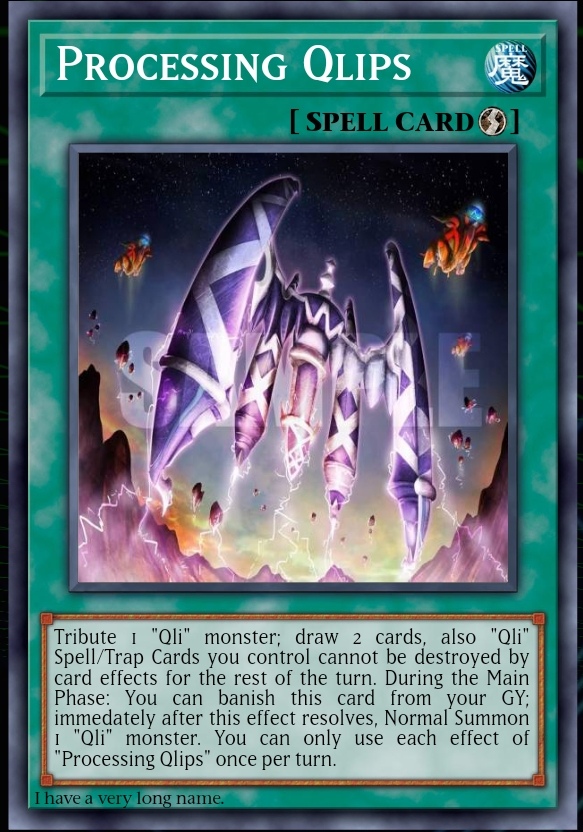 PROCESSING QLIPS
SPELL
魔
[ SPELL CARD ]
Tribute 1 "Qli" monster; draw 2 cards, also "Qli"
Spell/Trap Cards you control cannot be destroyed by
card effects for the rest of the turn. During the Main
Phase: You can banish this card from your GY;
immedately after this effect resolves, Normal Summon
1 "Qli" monster. You can only use each effect of
"Processing Qlips" once per turn.
I have a very long name.